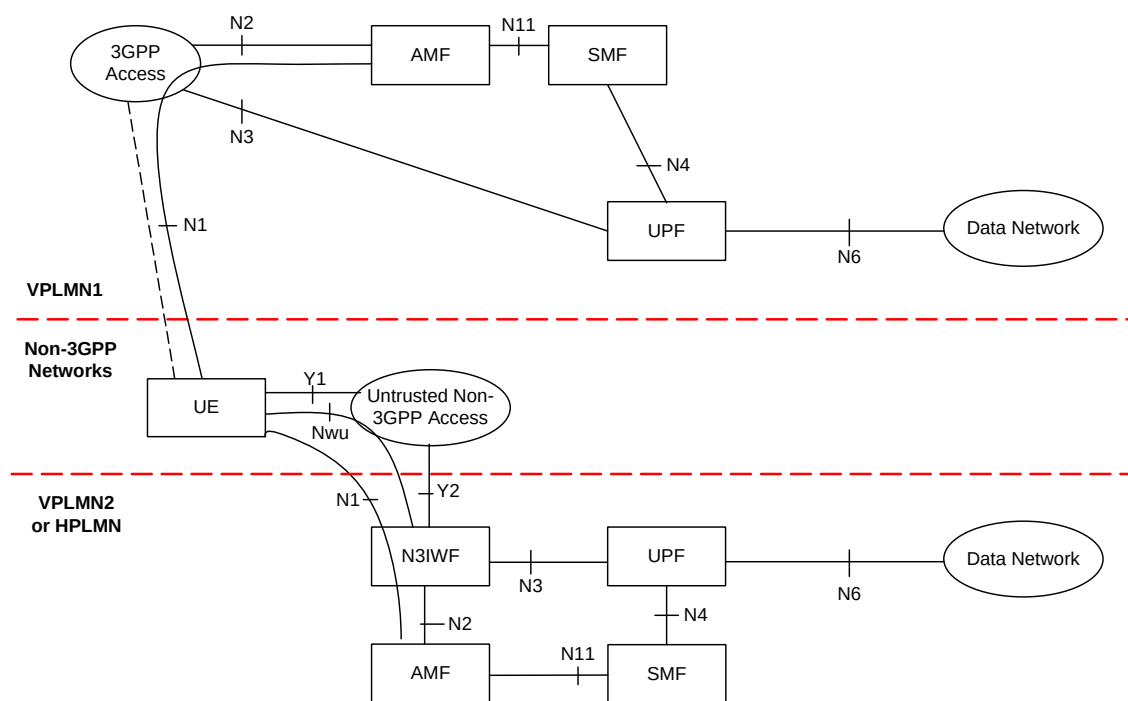 N2
N11
3GPP
Access
AMF
SMF
N3
N4
N1
UPF
Data Network
N6
VPLMN1
Non-3GPP
Networks
Y1
Untrusted Non-
3GPP Access
UE
Nwu
VPLMN2
or HPLMN
N1
Y2
N3IWF
UPF
Data Network
N3
N6
N2
N4
N11
AMF
SMF